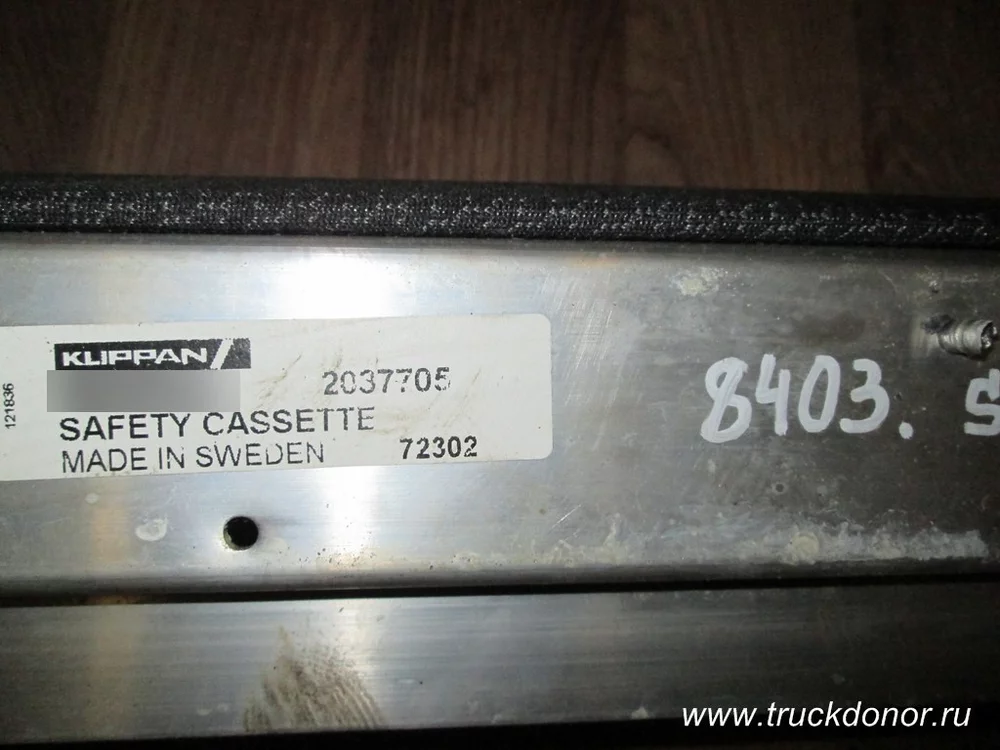 KLIPPAN
121836
2037705
SAFETY CASSETTE
MADE IN SWEDEN 72302
8403.
www.truckdonor.ru